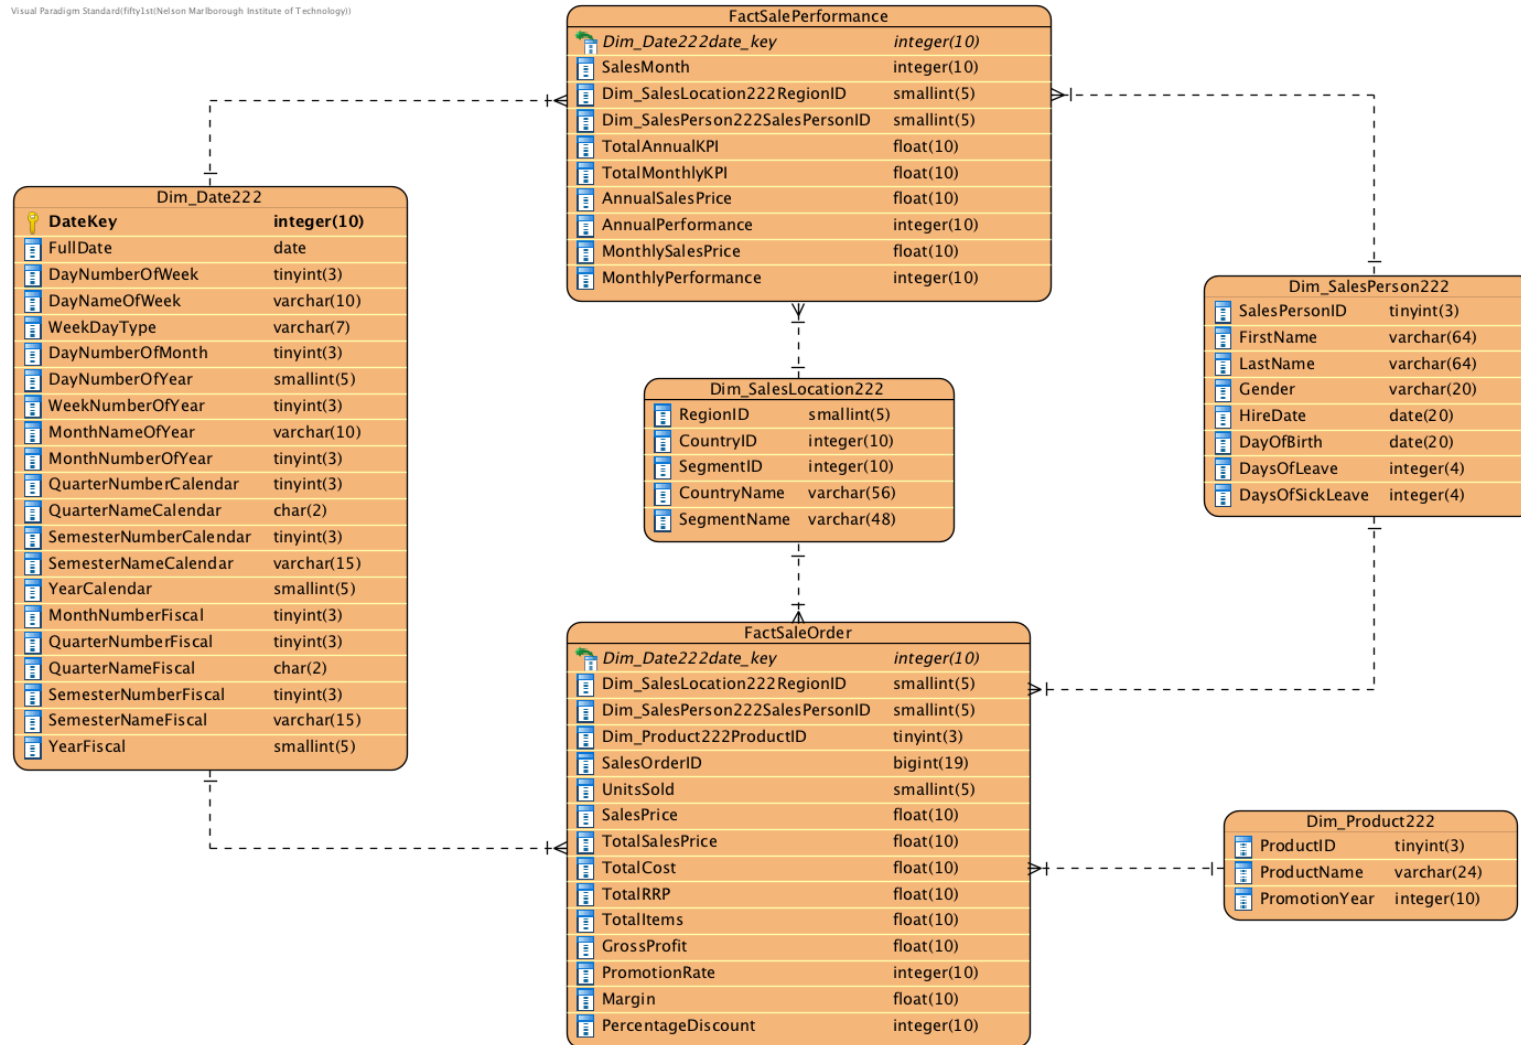 Visual Paradigm Standard(fifty1st(Nelson Marlborough Institute of Technology))
FactSalePerformance
Dim_Date222date_key integer(10)
SalesMonth integer(10)
Dim_SalesLocation222RegionID smallint(5)
Dim_SalesPerson222SalesPersonID smallint(5)
TotalAnnualKPI float(10)
TotalMonthlyKPI float(10)
AnnualSalesPrice float(10)
AnnualPerformance integer(10)
MonthlySalesPrice float(10)
MonthlyPerformance integer(10)
Dim_Date222
DateKey integer(10)
FullDate date
DayNumberOfWeek tinyint(3)
DayNameOfWeek varchar(10)
WeekDayType varchar(7)
DayNumberOfMonth tinyint(3)
DayNumberOfYear smallint(5)
WeekNumberOfYear tinyint(3)
MonthNameOfYear varchar(10)
MonthNumberOfYear tinyint(3)
QuarterNumberCalendar tinyint(3)
QuarterNameCalendar char(2)
SemesterNumberCalendar tinyint(3)
SemesterNameCalendar varchar(15)
YearCalendar smallint(5)
MonthNumberFiscal tinyint(3)
QuarterNumberFiscal tinyint(3)
QuarterNameFiscal char(2)
SemesterNumberFiscal tinyint(3)
SemesterNameFiscal varchar(15)
YearFiscal smallint(5)
Dim_SalesPerson222
SalesPersonID tinyint(3)
FirstName varchar(64)
LastName varchar(64)
Gender varchar(20)
HireDate date(20)
DayOfBirth date(20)
DaysOfLeave integer(4)
DaysOfSickLeave integer(4)
Dim_SalesLocation222
RegionID smallint(5)
CountryID integer(10)
SegmentID integer(10)
CountryName varchar(56)
SegmentName varchar(48)
FactSaleOrder
Dim_Date222date_key integer(10)
Dim_SalesLocation222RegionID smallint(5)
Dim_SalesPerson222SalesPersonID smallint(5)
Dim_Product222ProductID tinyint(3)
SalesOrderID bigint(19)
UnitsSold smallint(5)
SalesPrice float(10)
TotalSalesPrice float(10)
TotalCost float(10)
TotalRRP float(10)
TotalItems float(10)
GrossProfit float(10)
PromotionRate integer(10)
Margin float(10)
PercentageDiscount integer(10)
Dim_Product222
ProductID tinyint(3)
ProductName varchar(24)
PromotionYear integer(10)